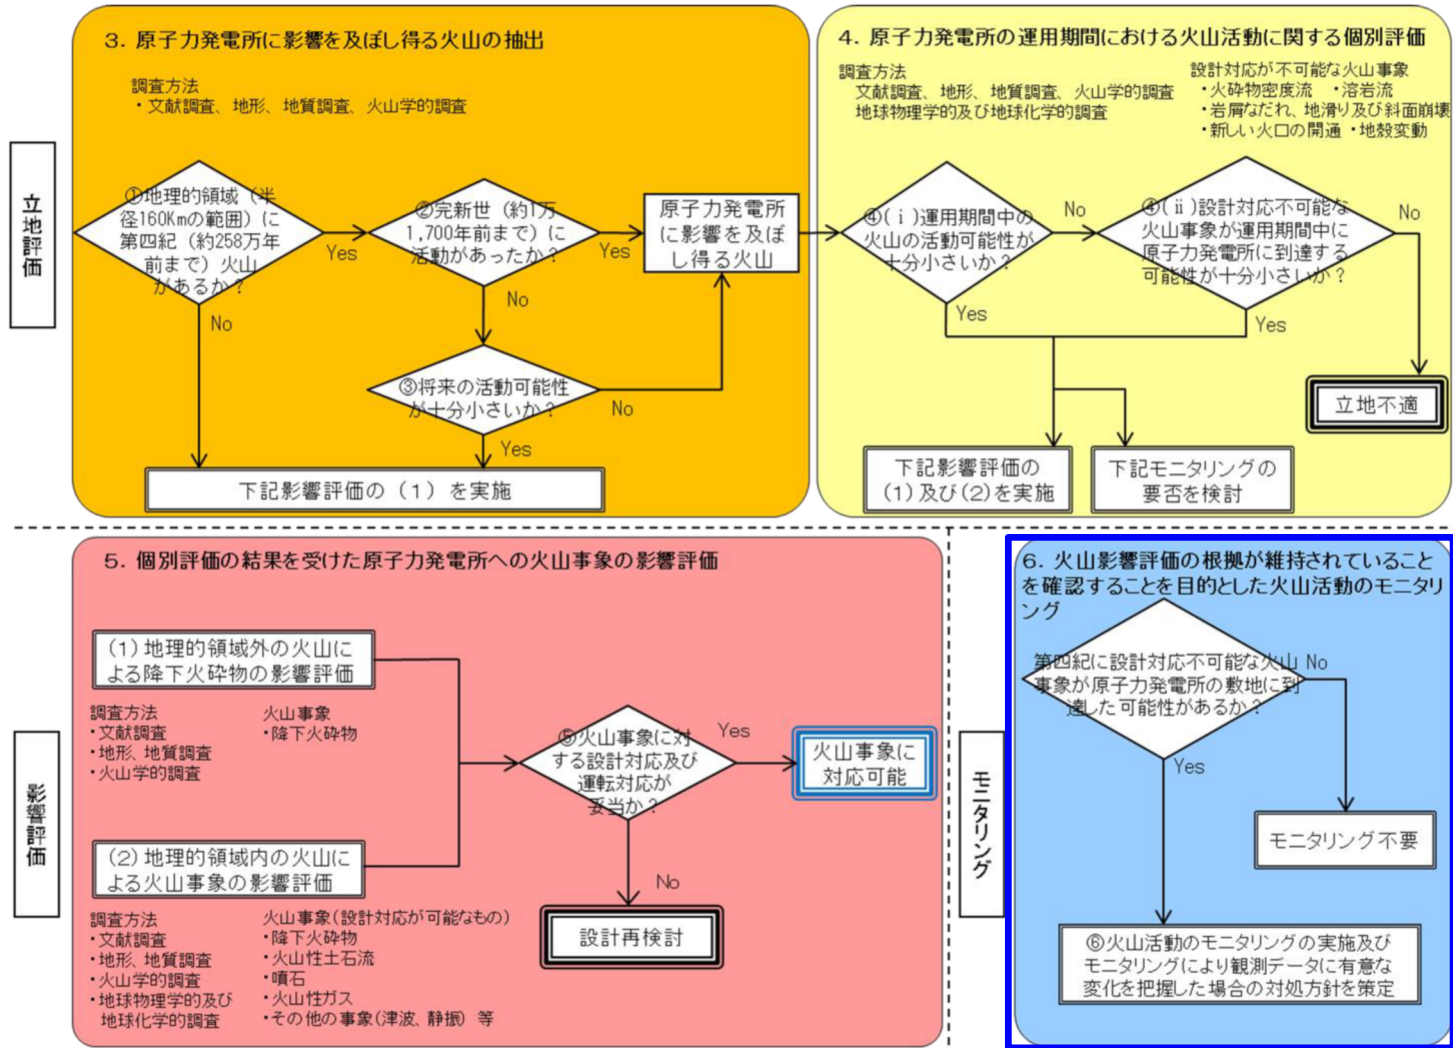 3. 原子力発電所に影響を及ぼし得る火山の抽出
調査方法
・文献調査、地形、地質調査、火山学的調査
立地評価
①地理的領域（半
径160Kmの範囲）に
第四紀（約258万年
前まで）火山
があるか？
Yes
No
②完新世（約1万
1,700年前まで）に
活動があったか？
Yes
No
原子力発電所
に影響を及ぼ
し得る火山
③将来の活動可能性
が十分小さいか？
No
Yes
下記影響評価の（1）を実施
4. 原子力発電所の運用期間における火山活動に関する個別評価
調査方法
文献調査、地形、地質調査、火山学的調査
地球物理学的及び地球化学的調査
設計対応が不可能な火山事象
・火砕物密度流　・溶岩流
・岩屑なだれ、地滑り及び斜面崩壊
・新しい火口の開通・地殻変動
④(ⅰ)運用期間中の
火山の活動可能性が
十分小さいか？
No
Yes
④(ⅱ)設計対応不可能な
火山事象が運用期間中に
原子力発電所に到達する
可能性が十分小さいか？
No
Yes
立地不適
下記影響評価の
(1)及び(2)を実施
下記モニタリングの
要否を検討
5. 個別評価の結果を受けた原子力発電所への火山事象の影響評価
影響評価
(1)地理的領域外の火山に
よる降下火砕物の影響評価
調査方法
・文献調査
・地形、地質調査
・火山学的調査
火山事象
・降下火砕物
⑤火山事象に対
する設計対応及び
運転対応が
妥当か？
Yes
No
火山事象に
対応可能
設計再検討
(2)地理的領域内の火山に
よる火山事象の影響評価
調査方法
・文献調査
・地形、地質調査
・火山学的調査
・地球物理学的及び
地球化学的調査
火山事象(設計対応が可能なもの)
・降下火砕物
・火山性土石流
・噴石
・火山性ガス
・その他の事象(津波、静振) 等
モニタリング
6. 火山影響評価の根拠が維持されていること
を確認することを目的とした火山活動のモニタリ
ング
第四紀に設計対応不可能な火山
事象が原子力発電所の敷地に到
達した可能性があるか？
No
Yes
モニタリング不要
⑥火山活動のモニタリングの実施及び
モニタリングにより観測データに有意な
変化を把握した場合の対処方針を策定